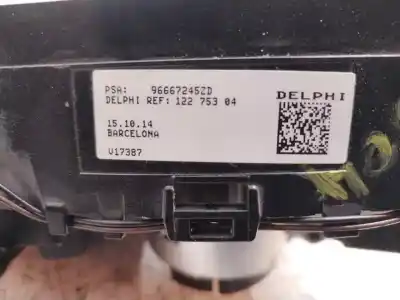 PSA: 96667245ZD
DELPHI
DELPHI REF: 122 753 04
15.10.14
BARCELONA
V17387